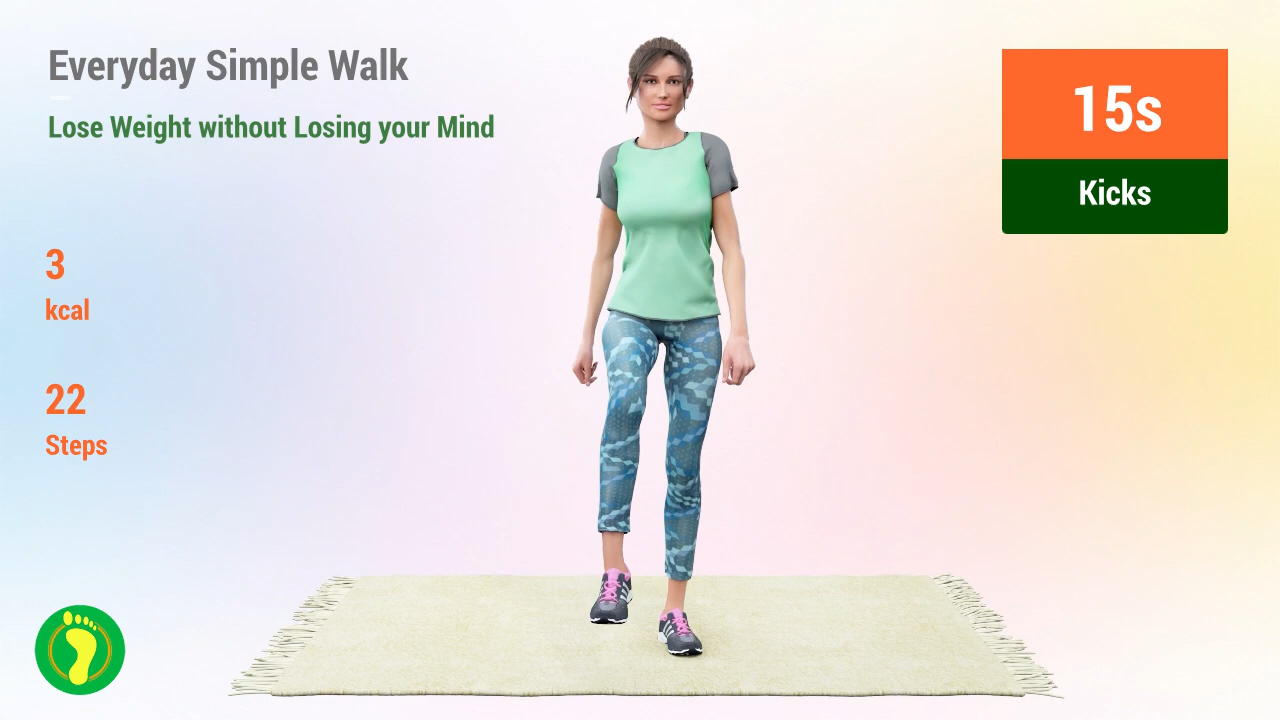 Everyday Simple Walk
Lose Weight without Losing your Mind
15s
Kicks
3
kcal
22
Steps